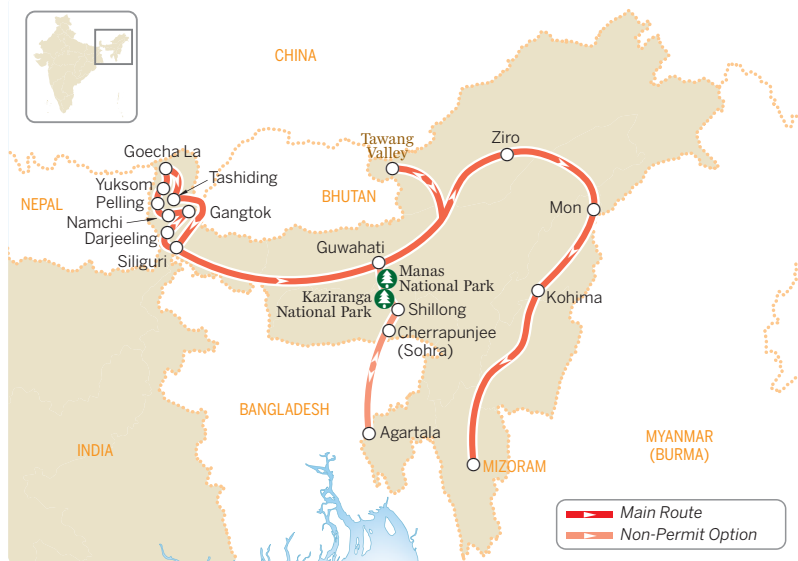 CHINA
Goecha La
Tawang
Valley
Ziro
Yuksom
Tashiding
NEPAL
Pelling
BHUTAN
Namchi
Gangtok
Mon
Darjeeling
Siliguri
Guwahati
Manas
National Park
Kaziranga
National Park
Shillong
Kohima
Cherrapunjee
(Sohra)
BANGLADESH
Agartala
INDIA
MIZORAM
MYANMAR
(BURMA)
Main Route
Non-Permit Option